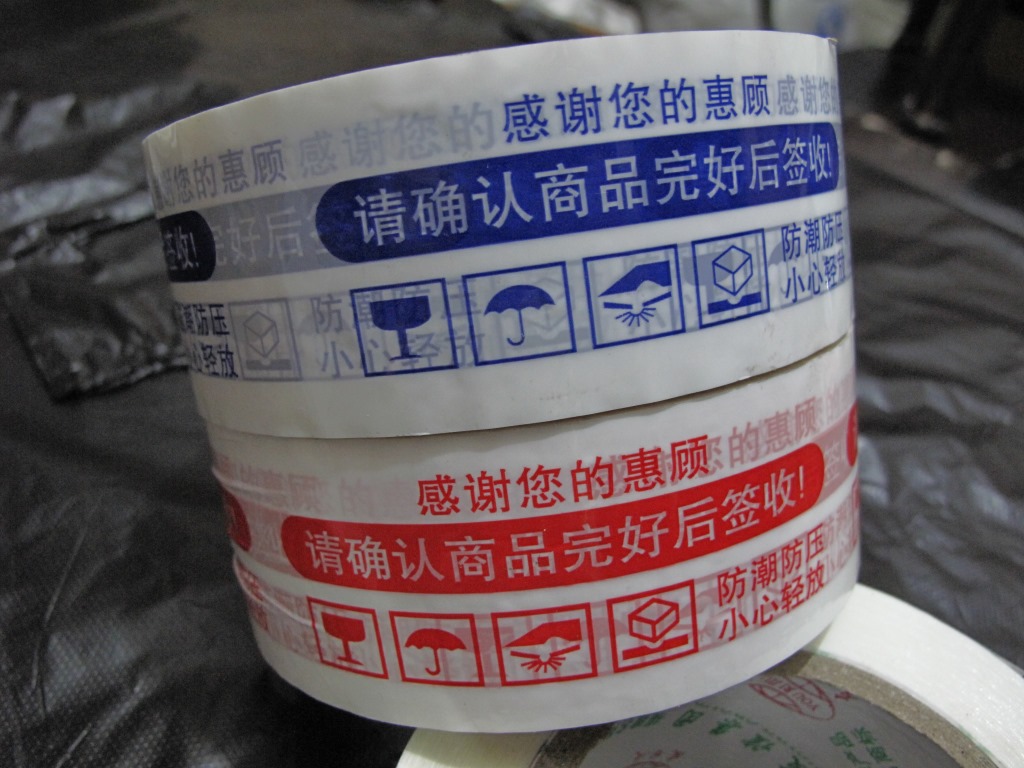 感谢您的惠顾
请确认商品完好后签收!
防潮防压
小心轻放
感谢您的惠顾
请确认商品完好后签收!
防潮防压
小心轻放